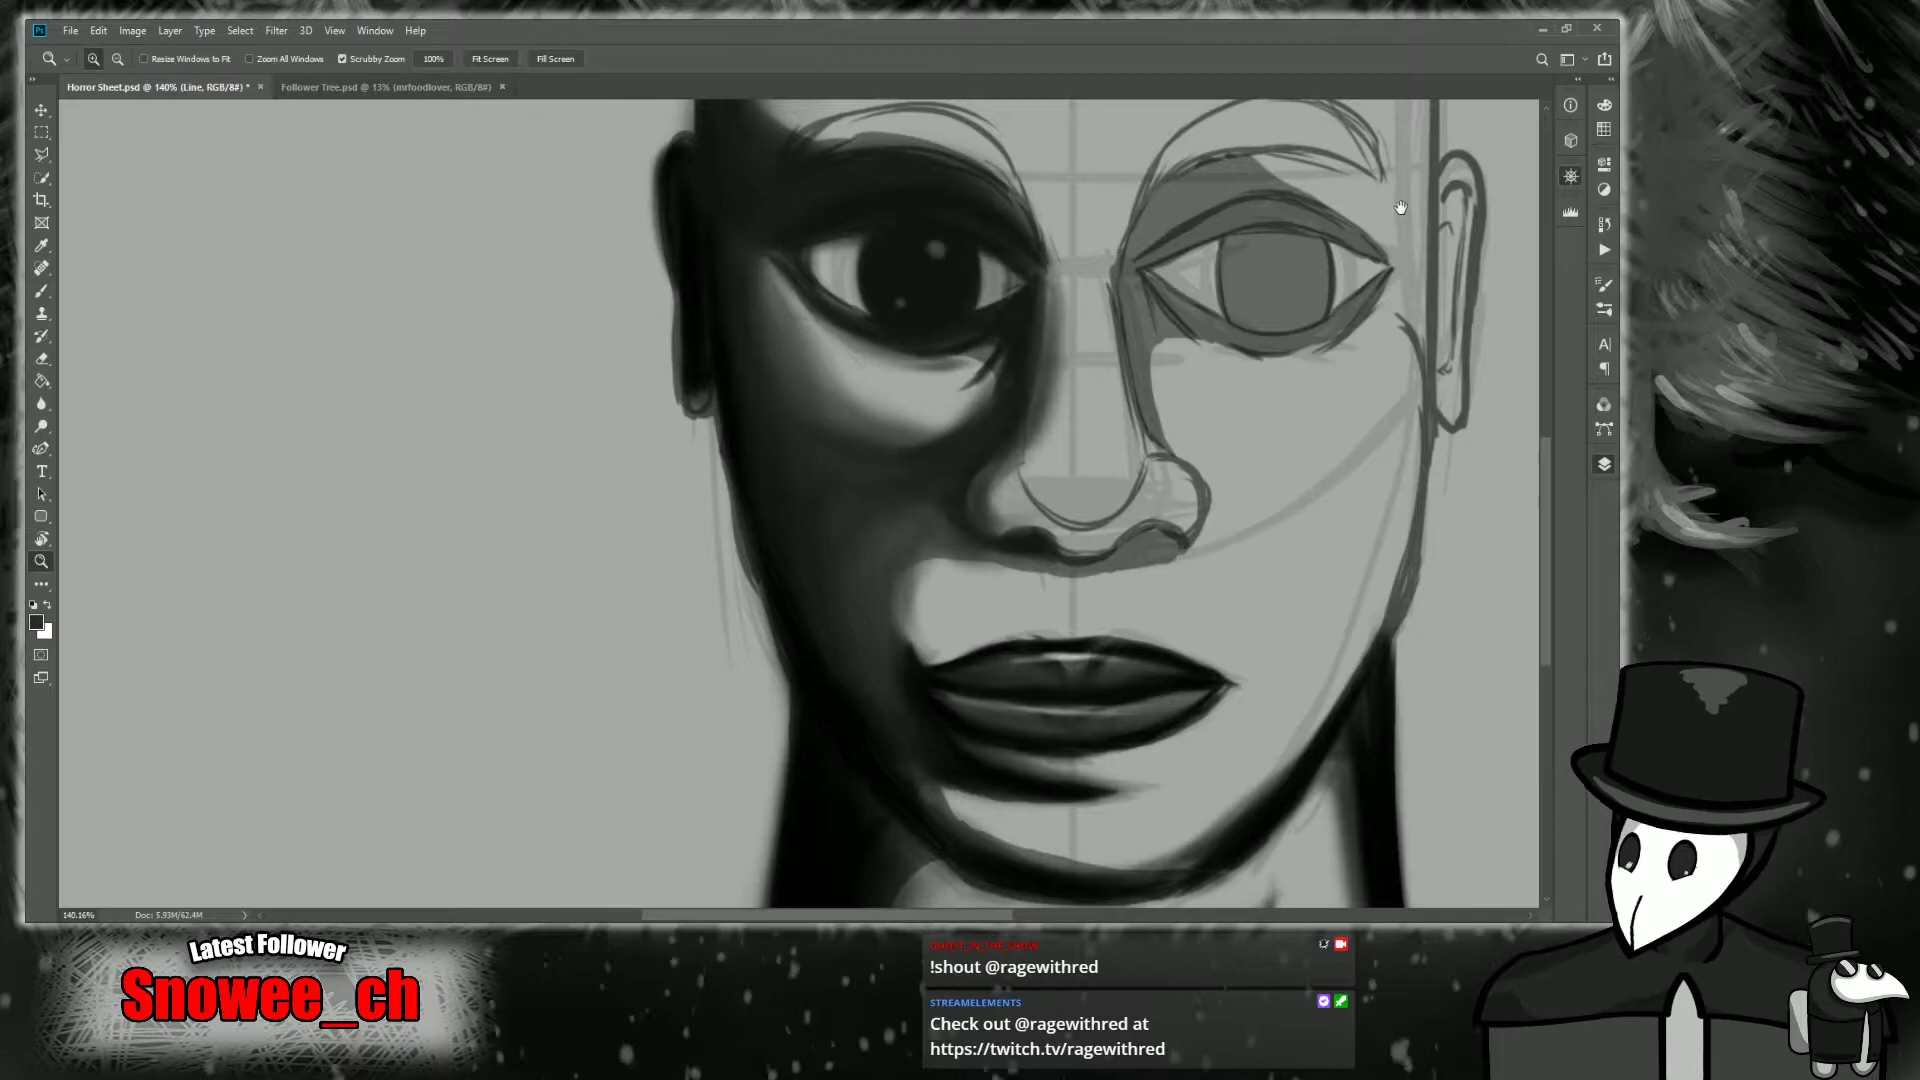 Ps File Edit Image Layer Type Select Filter 3D View Window Help
Resize Windows to Fit Zoom All Windows Scrubby Zoom 100% Fit Screen Fill Screen
Horror Sheet.psd @ 140% (Line, RGB/8#) * × Follower Tree.psd @ 13% (mrfoodlover, RGB/8#) ×
140.16% Doc: 5.93M/62.4M
Latest Follower
Snowee_ch
GHOST_IN_THE_SHOW
!shout @ragewithred
STREAMELEMENTS
Check out @ragewithred at
https://twitch.tv/ragewithred